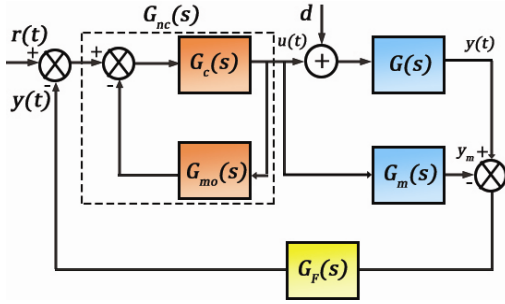 G_nc(s)
d
r(t)
+
+
G_c(s)
u(t)
+
G(s)
y(t)
-
-
y(t)
G_mo(s)
G_m(s)
y_m
+
-
G_F(s)